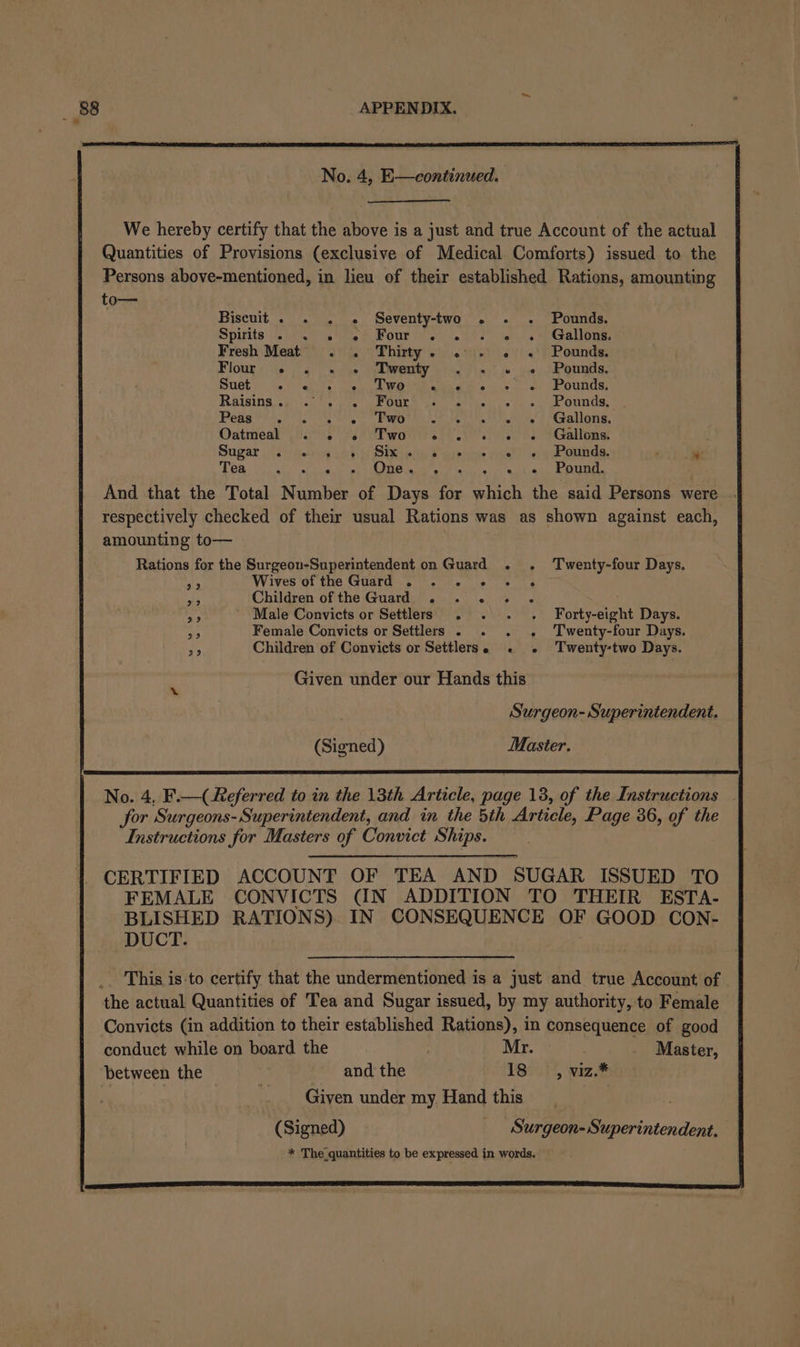 88 APPENDIX.
No. 4, E—continued.
We hereby certify that the above is a just and true Account of the actual
Quantities of Provisions (exclusive of Medical Comforts) issued to the
Persons above-mentioned, in lieu of their established Rations, amounting
to—
Biscuit . . . . Seventy-two . . . Pounds.
Spirits . . . . Four . . . . . Gallons.
Fresh Meat . . Thirty . . . . . Pounds.
Flour . . . . Twenty . . . . Pounds.
Suet . . . . . Two . . . . . . Pounds.
Raisins . . . . Four . . . . . Pounds.
Peas . . . . . Two . . . . . Gallons.
Oatmeal . . . Two . . . . . Gallons.
Sugar . . . . . Six . . . . . . Pounds.
Tea . . . . . One . . . . . . Pound.
And that the Total Number of Days for which the said Persons were
respectively checked of their usual Rations was as shown against each,
amounting to—
Rations for the Surgeon-Superintendent on Guard . . Twenty-four Days.
,, Wives of the Guard . . . . . .
,, Children of the Guard . . . . .
,, Male Convicts or Settlers . . . . Forty-eight Days.
,, Female Convicts or Settlers . . . . Twenty-four Days.
,, Children of Convicts or Settlers . . . Twenty-two Days.
Given under our Hands this
Surgeon-Superintendent.
(Signed) Master.
No. 4, F.—(Referred to in the 13th Article, page 13, of the Instructions
for Surgeons-Superintendent, and in the 5th Article, Page 36, of the
Instructions for Masters of Convict Ships.
CERTIFIED ACCOUNT OF TEA AND SUGAR ISSUED TO
FEMALE CONVICTS (IN ADDITION TO THEIR ESTA-
BLISHED RATIONS) IN CONSEQUENCE OF GOOD CON-
DUCT.
This is to certify that the undermentioned is a just and true Account of
the actual Quantities of Tea and Sugar issued, by my authority, to Female
Convicts (in addition to their established Rations), in consequence of good
conduct while on board the Mr. Master,
between the and the 18 , viz.*
Given under my Hand this
(Signed) Surgeon-Superintendent.
* The quantities to be expressed in words.